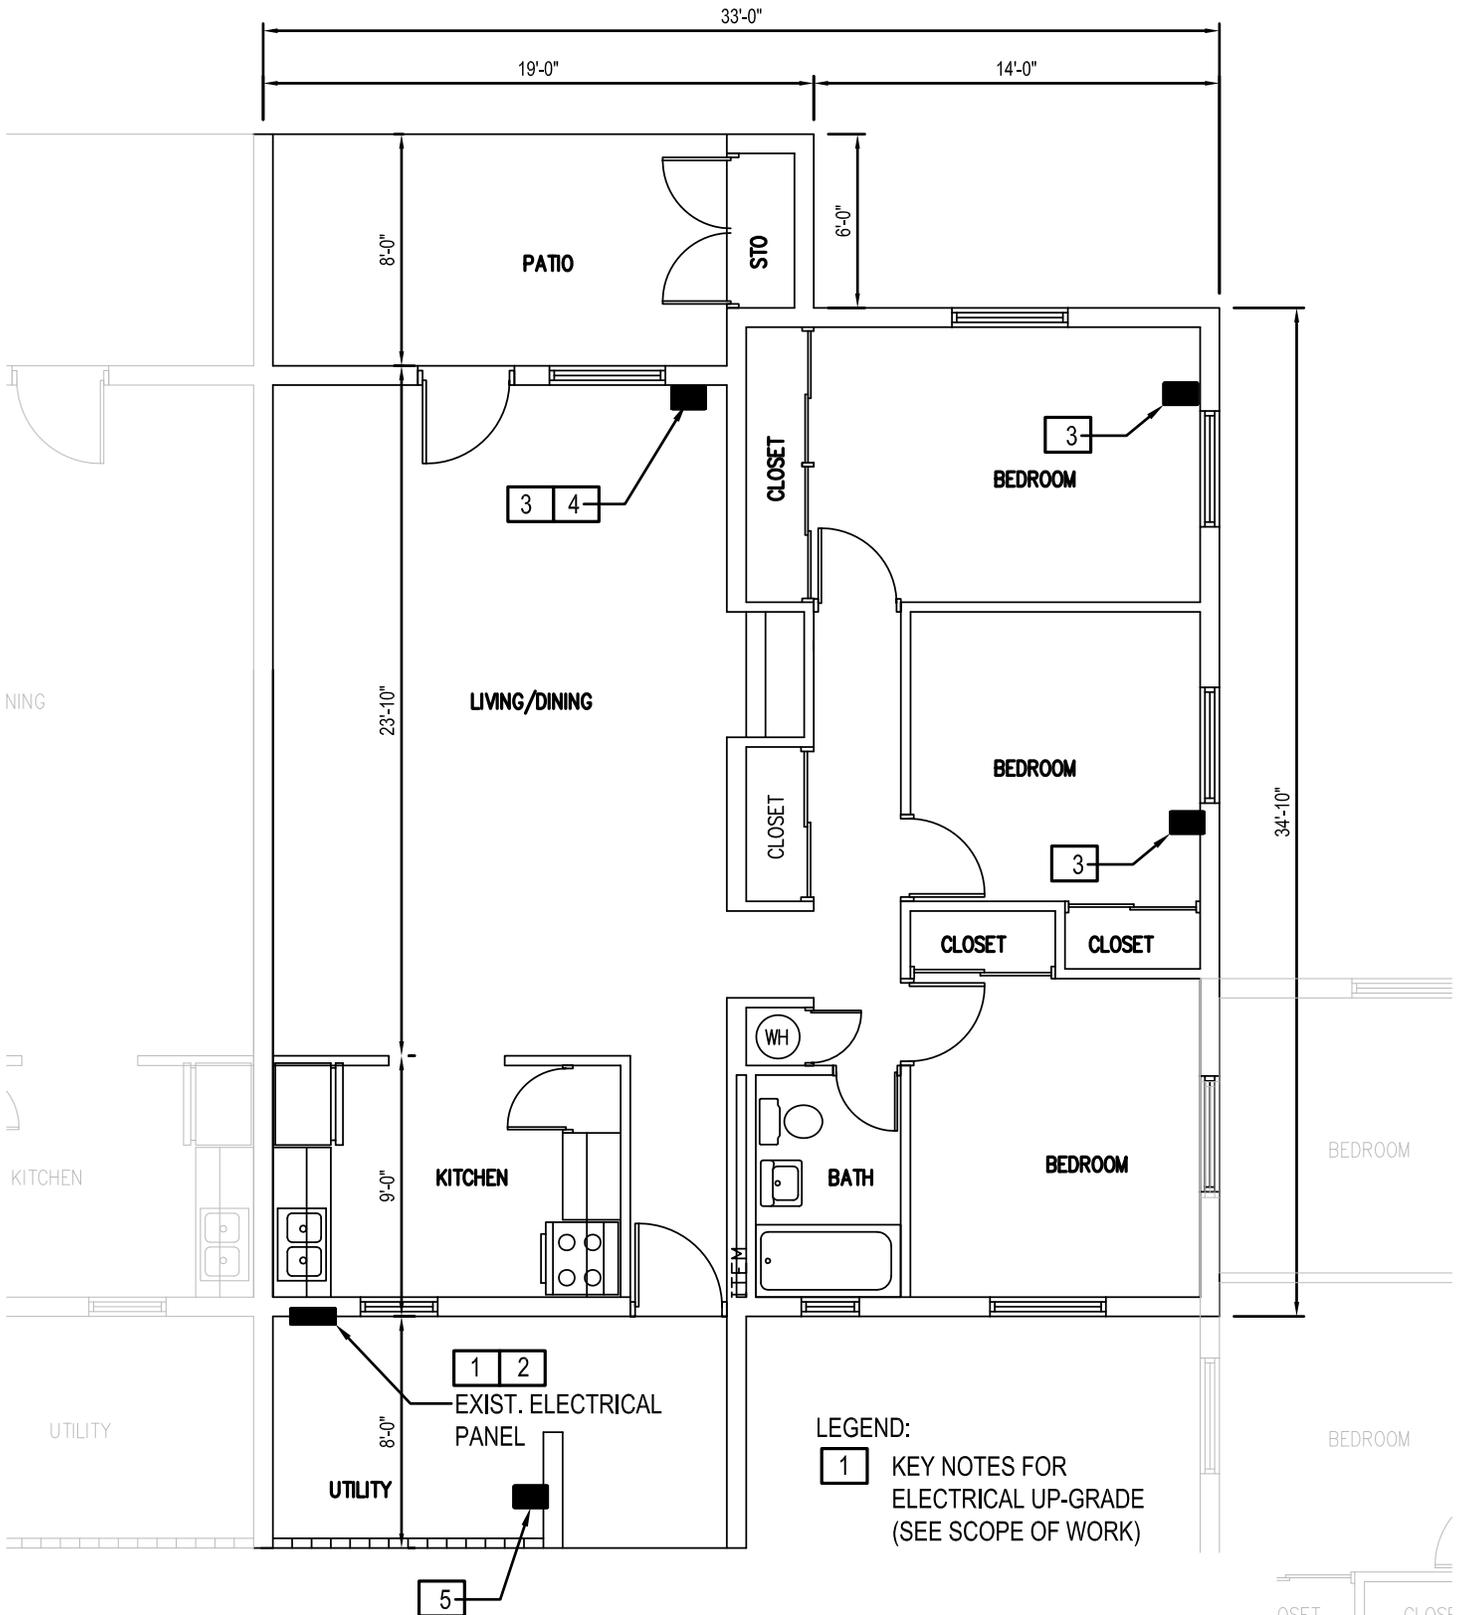 33'-0"
19'-0"
14'-0"
8'-0"
PATIO
STO
6'-0"
3
3 4
CLOSET
BEDROOM
NING
23'-10"
LIVING/DINING
BEDROOM
CLOSET
34'-10"
3
CLOSET
CLOSET
WH
KITCHEN
9'-0"
KITCHEN
BATH
BEDROOM
BEDROOM
ITEM
1 2
EXIST. ELECTRICAL
PANEL
UTILITY
8'-0"
UTILITY
5
LEGEND:
1 KEY NOTES FOR
ELECTRICAL UP-GRADE
(SEE SCOPE OF WORK)
BEDROOM
OSET
CLOSE